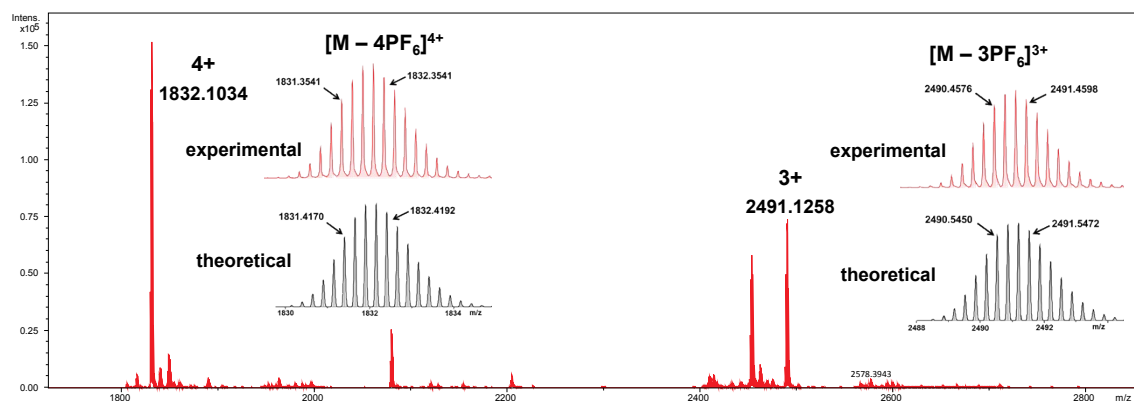 Intens.
x10⁵
1.50
1.25
1.00
0.75
0.50
0.25
0.00
4+
1832.1034
[M – 4PF₆]⁴⁺
1831.3541
1832.3541
experimental
1831.4170
1832.4192
theoretical
1830
1832
1834
m/z
3+
2491.1258
[M – 3PF₆]³⁺
2490.4576
2491.4598
experimental
2490.5450
2491.5472
theoretical
2488
2490
2492
m/z
2578.3943
1800
2000
2200
2400
2600
2800
m/z